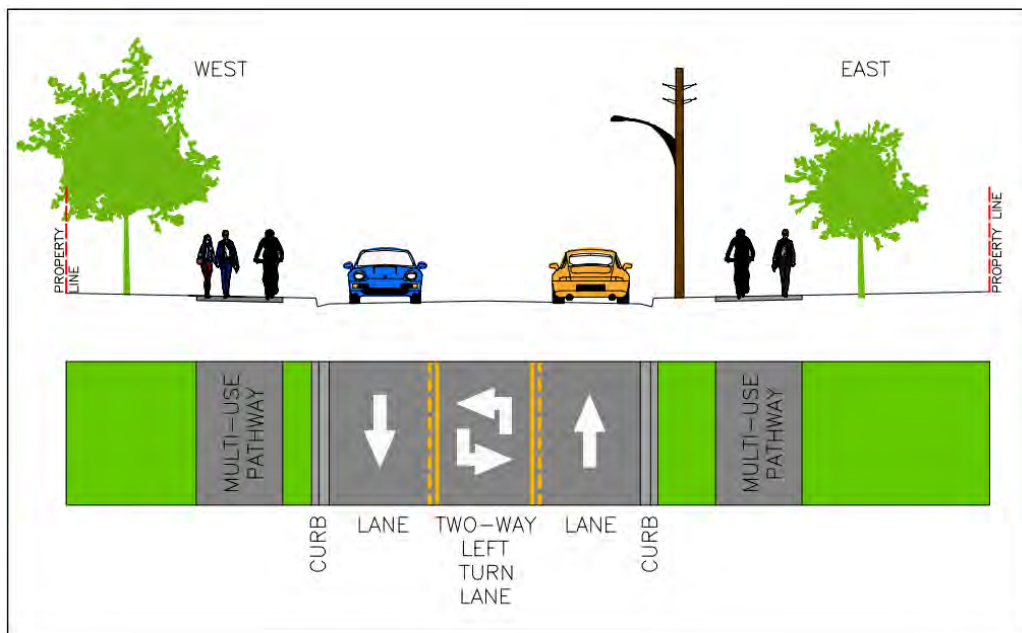 WEST
EAST
PROPERTY
LINE
PROPERTY LINE
MULTI-USE
PATHWAY
MULTI-USE
PATHWAY
CURB
LANE
TWO-WAY
LEFT
TURN
LANE
LANE
CURB